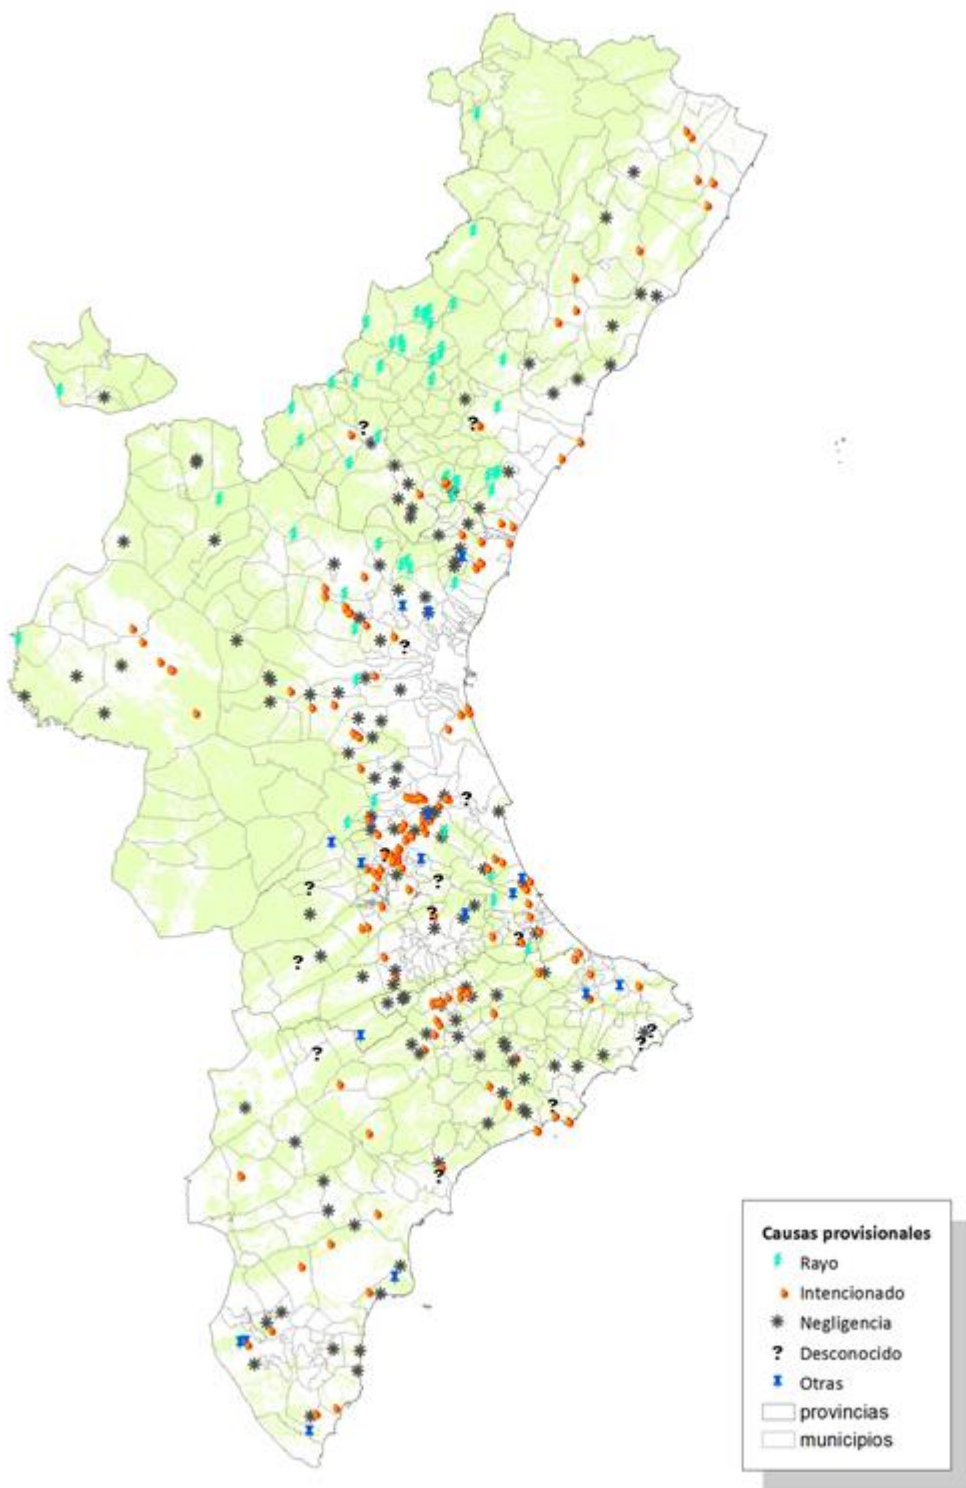 Causas provisionales
Rayo
Intencionado
Negligencia
? Desconocido
Otras
provincias
municipios